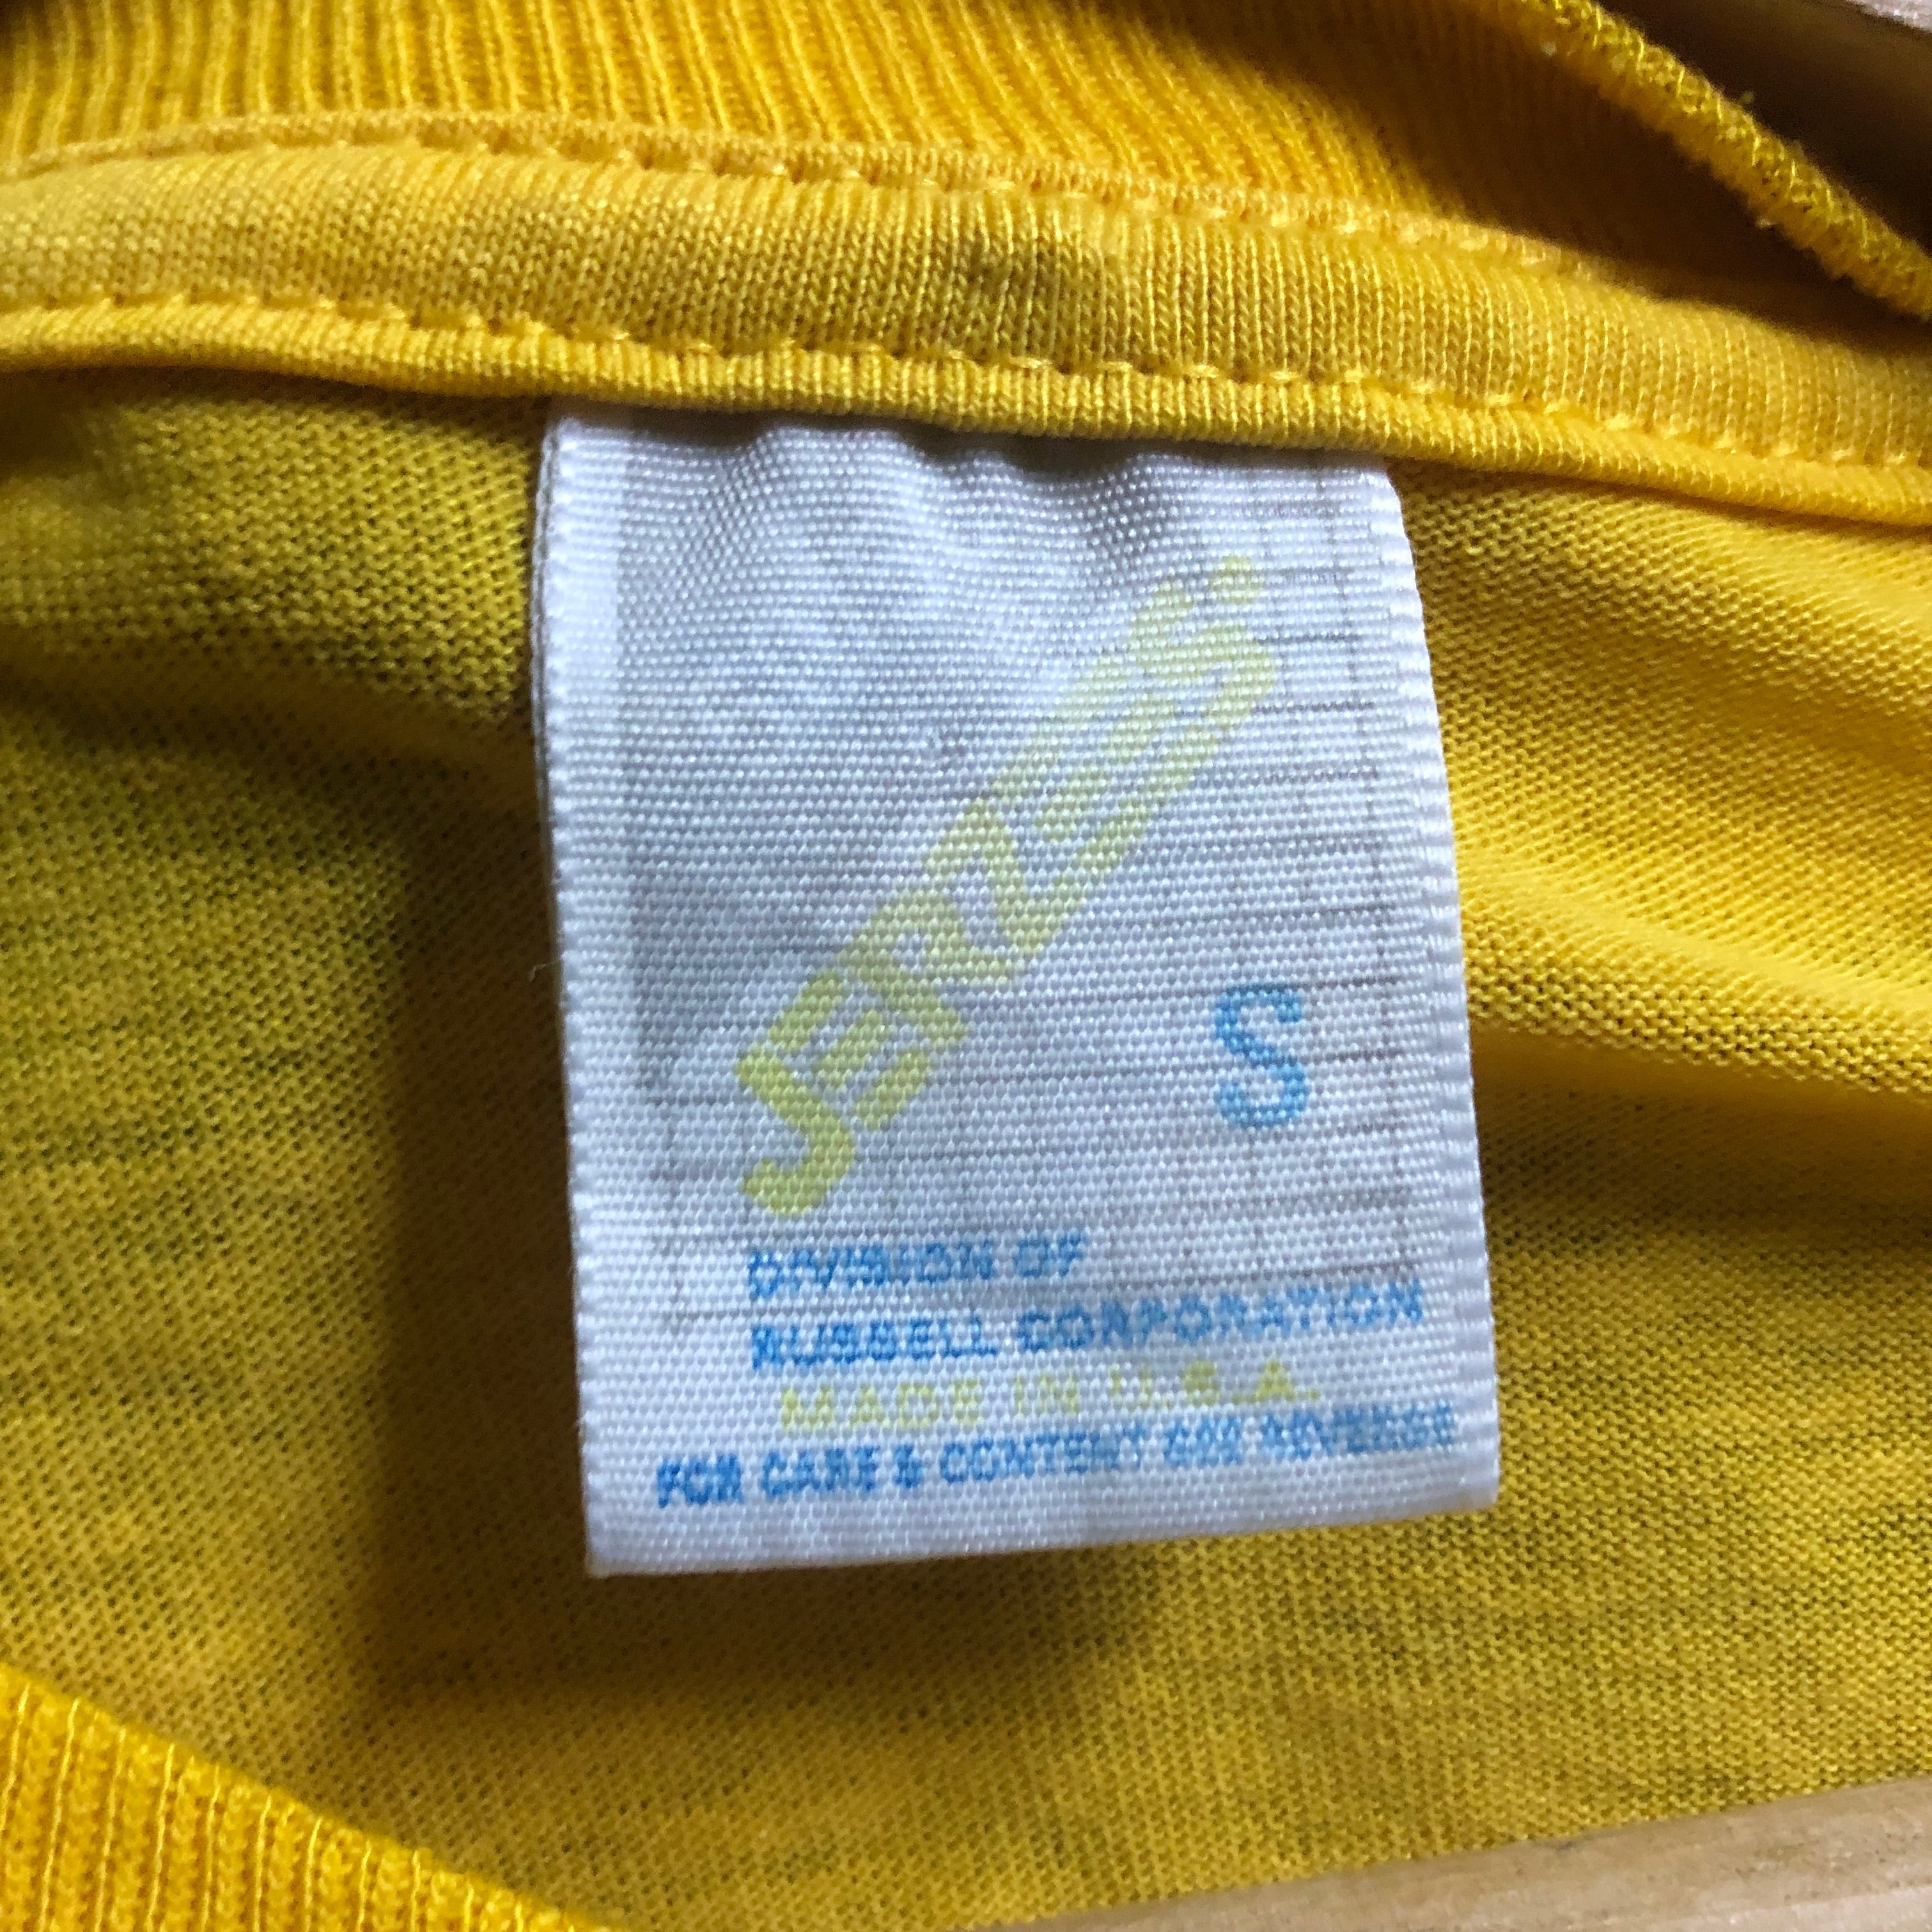 JERZEES.
S
DIVISION OF
RUSSELL CORPORATION
MADE IN U.S.A.
FOR CARE & CONTENT SEE REVERSE